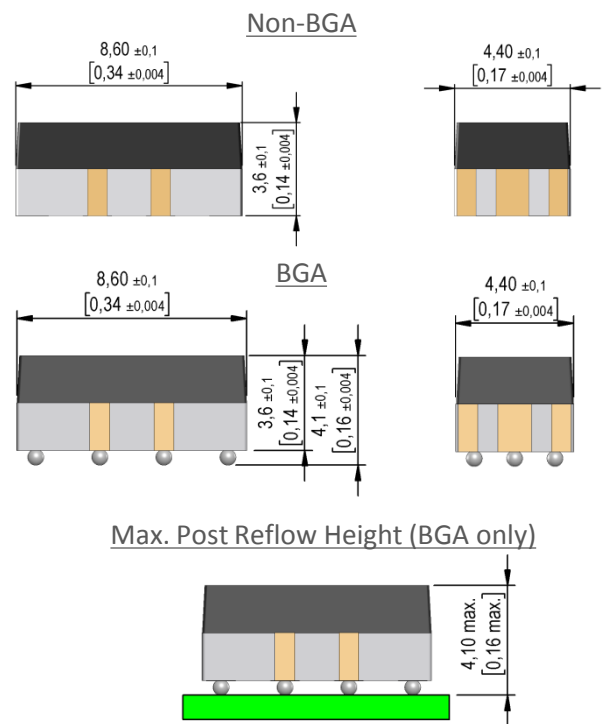 Non-BGA
8,60 ±0,1
[0,34 ±0,004]
4,40 ±0,1
[0,17 ±0,004]
3,6 ±0,1
[0,14 ±0,004]
BGA
8,60 ±0,1
[0,34 ±0,004]
4,40 ±0,1
[0,17 ±0,004]
3,6 ±0,1
[0,14 ±0,004]
4,1 ±0,1
[0,16 ±0,004]
Max. Post Reflow Height (BGA only)
4,10 max.
[0,16 max.]